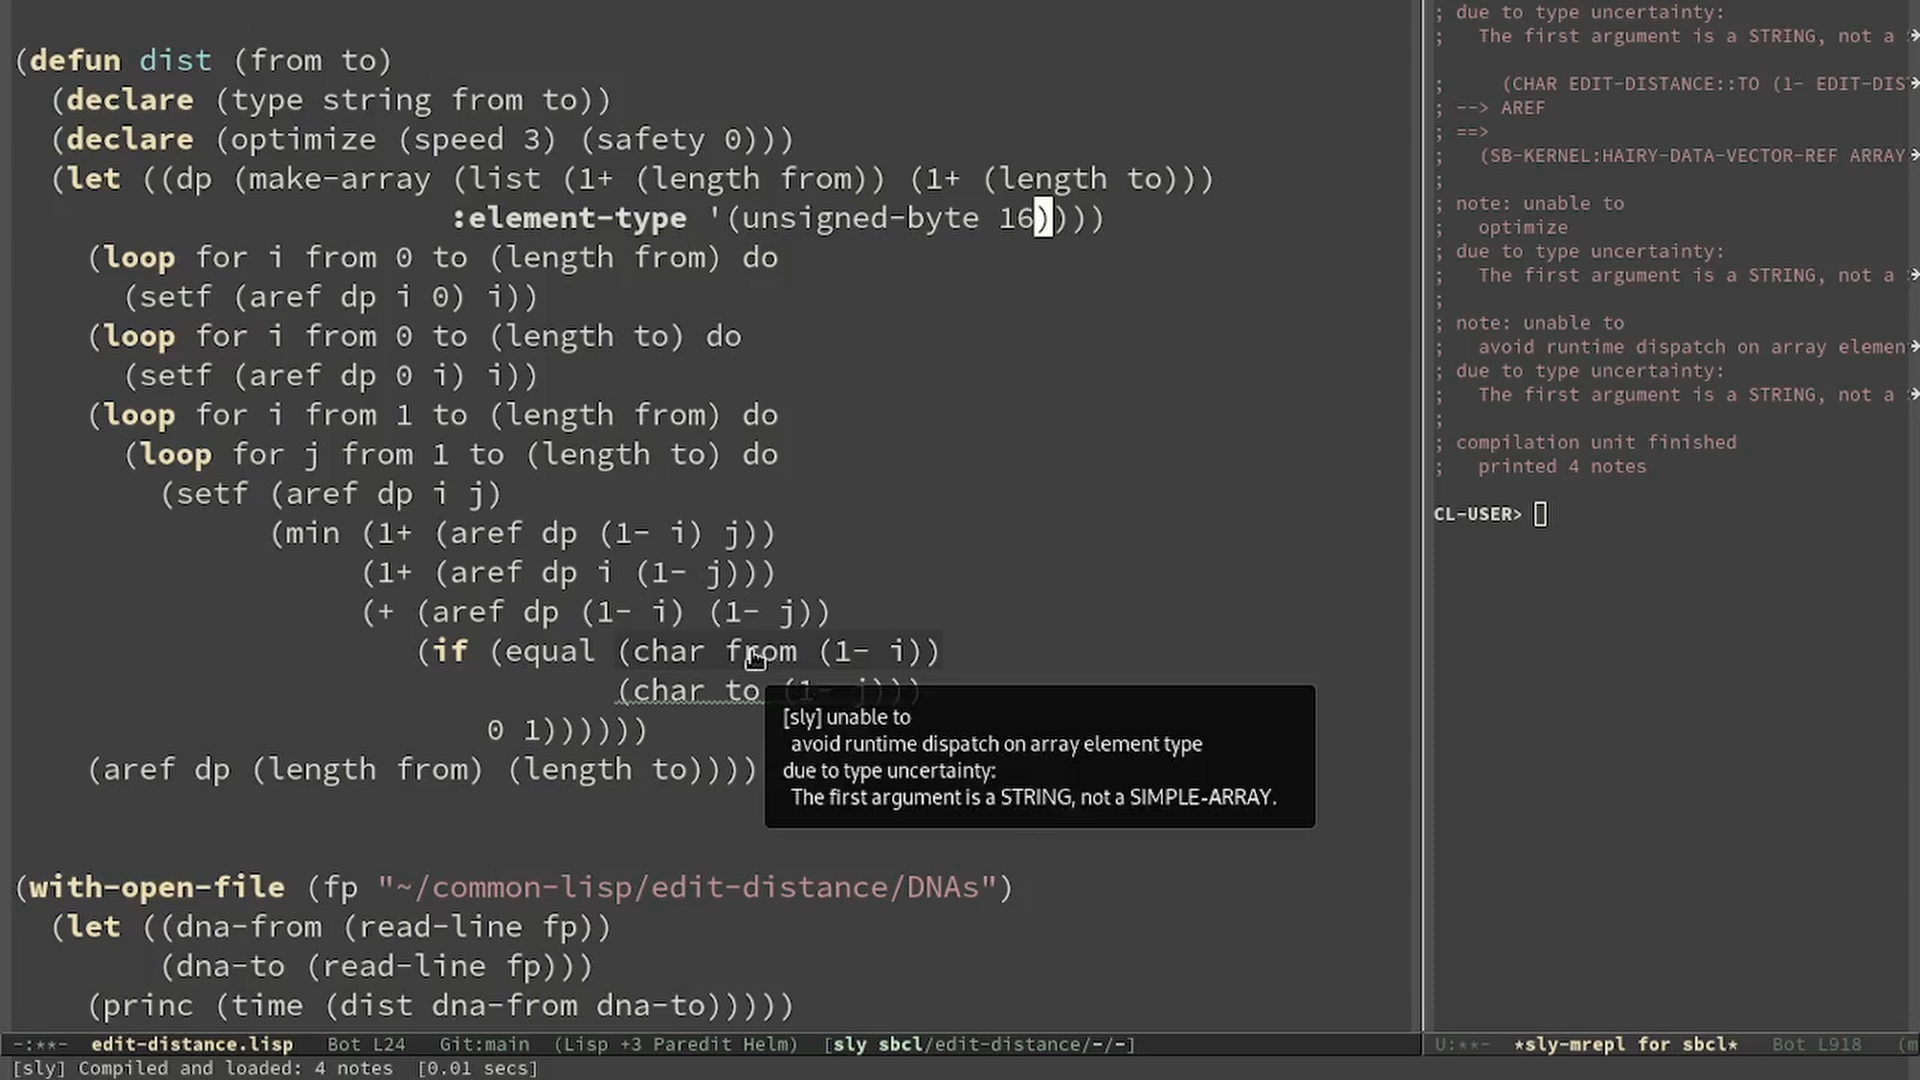 (defun dist (from to)
(declare (type string from to))
(declare (optimize (speed 3) (safety 0)))
(let ((dp (make-array (list (1+ (length from)) (1+ (length to)))
:element-type '(unsigned-byte 16))))
(loop for i from 0 to (length from) do
(setf (aref dp i 0) i))
(loop for i from 0 to (length to) do
(setf (aref dp 0 i) i))
(loop for i from 1 to (length from) do
(loop for j from 1 to (length to) do
(setf (aref dp i j)
(min (1+ (aref dp (1- i) j))
(1+ (aref dp i (1- j)))
(+ (aref dp (1- i) (1- j))
(if (equal (char from (1- i))
(char to (1- j)))
0 1))))))
(aref dp (length from) (length to))))
[sly] unable to
avoid runtime dispatch on array element type
due to type uncertainty:
The first argument is a STRING, not a SIMPLE-ARRAY.
(with-open-file (fp "~/common-lisp/edit-distance/DNAs")
(let ((dna-from (read-line fp))
(dna-to (read-line fp)))
(princ (time (dist dna-from dna-to)))))
-:**- edit-distance.lisp Bot L24 Git:main (Lisp +3 Paredit Helm) [sly sbcl/edit-distance/-/-]
[sly] Compiled and loaded: 4 notes [0.01 secs]
; due to type uncertainty:
; The first argument is a STRING, not a
; (CHAR EDIT-DISTANCE::TO (1- EDIT-DIS
; --> AREF
; ==>
; (SB-KERNEL:HAIRY-DATA-VECTOR-REF ARRAY
;
; note: unable to
; optimize
; due to type uncertainty:
; The first argument is a STRING, not a
;
; note: unable to
; avoid runtime dispatch on array elemen
; due to type uncertainty:
; The first argument is a STRING, not a
;
; compilation unit finished
; printed 4 notes
CL-USER>
U:**- *sly-mrepl for sbcl* Bot L918 (m